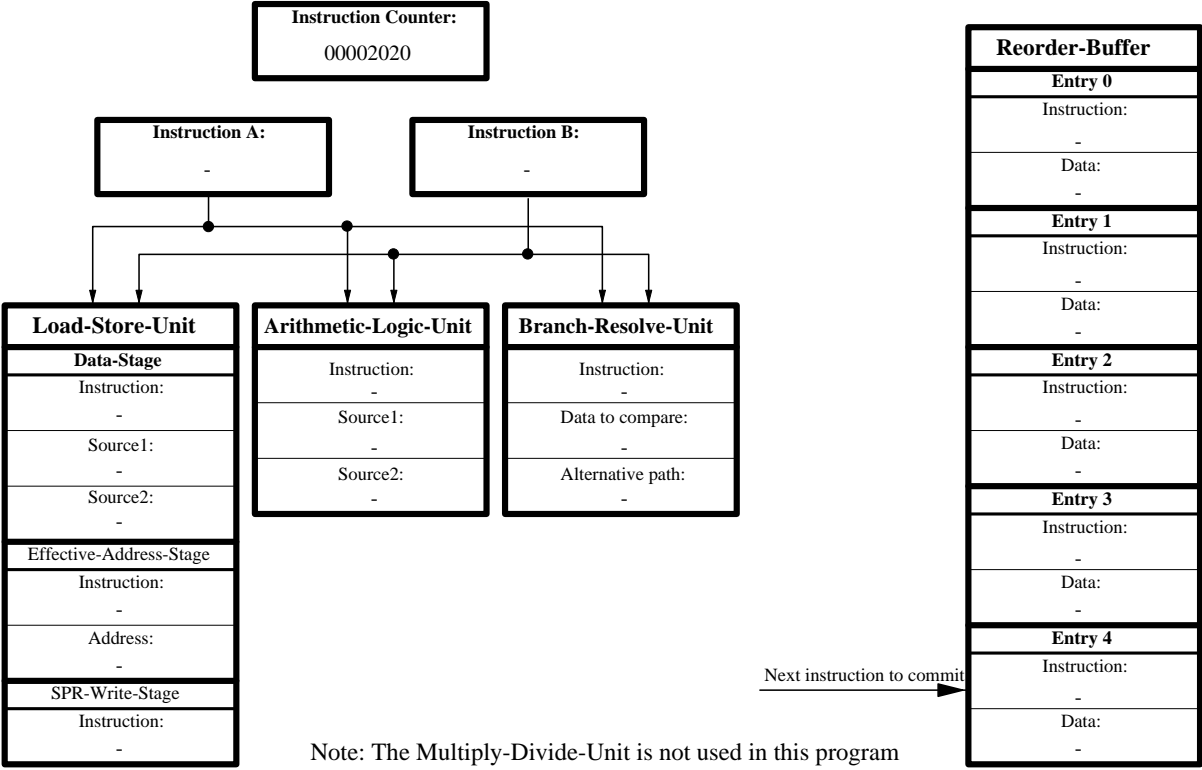 Instruction Counter:
00002020
Instruction A:
-
Instruction B:
-
Load-Store-Unit
Data-Stage
Instruction:
-
Source1:
-
Source2:
-
Effective-Address-Stage
Instruction:
-
Address:
-
SPR-Write-Stage
Instruction:
-
Arithmetic-Logic-Unit
Instruction:
-
Source1:
-
Source2:
-
Branch-Resolve-Unit
Instruction:
-
Data to compare:
-
Alternative path:
-
Reorder-Buffer
Entry 0
Instruction:
-
Data:
-
Entry 1
Instruction:
-
Data:
-
Entry 2
Instruction:
-
Data:
-
Entry 3
Instruction:
-
Data:
-
Entry 4
Instruction:
-
Data:
-
Next instruction to commit
Note: The Multiply-Divide-Unit is not used in this program